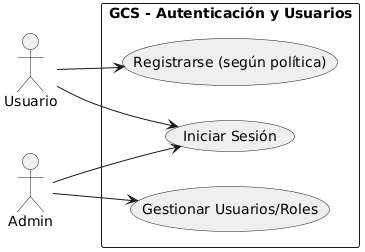 GCS - Autenticación y Usuarios
Registrarse (según política)
Usuario
Iniciar Sesión
Admin
Gestionar Usuarios/Roles